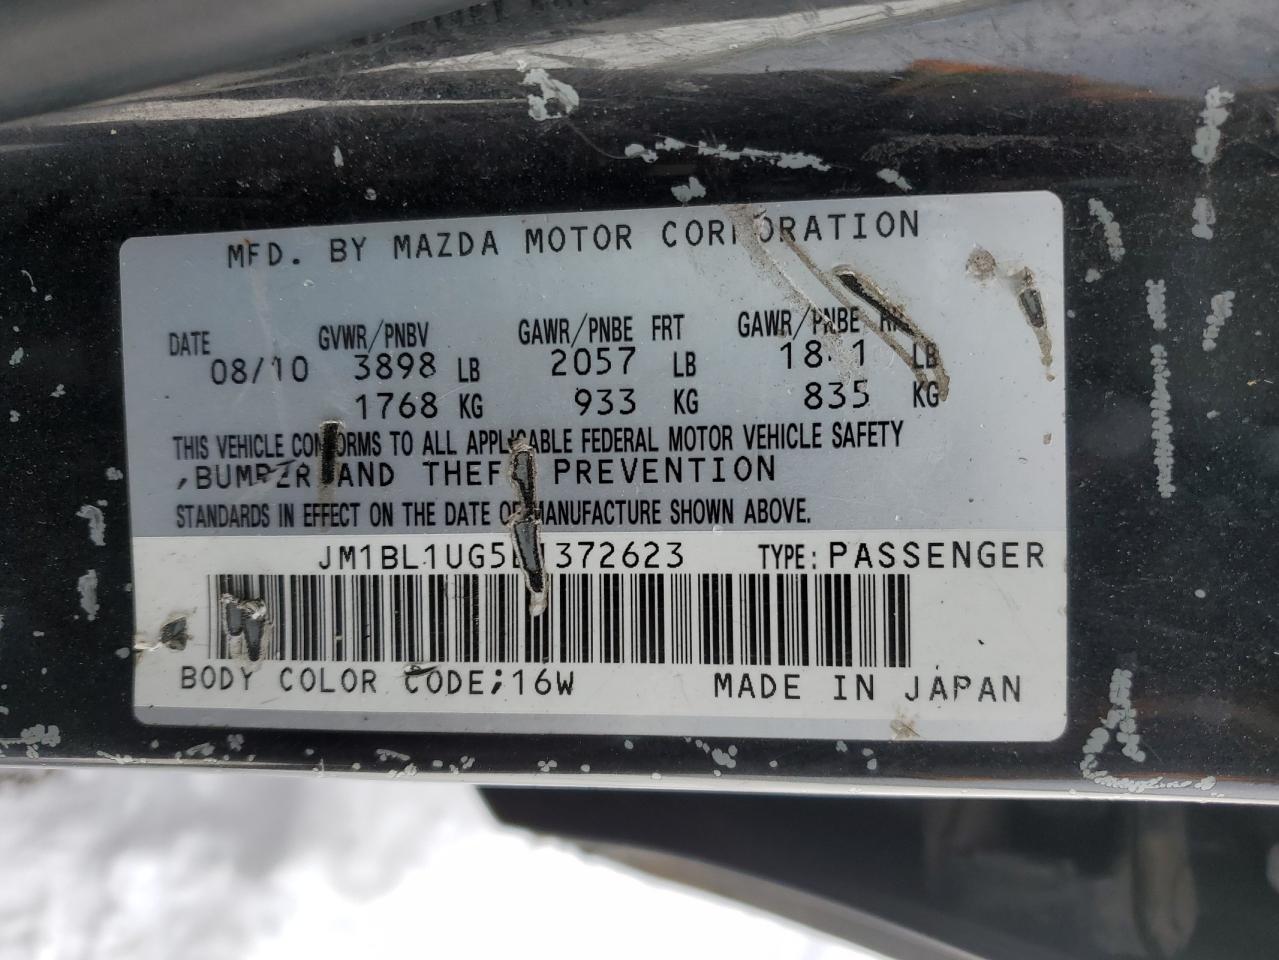 MFD. BY MAZDA MOTOR CORPORATION
DATE GVWR/PNBV GAWR/PNBE FRT GAWR/PNBE RR
08/10 3898 LB 2057 LB LB
1768 KG 933 KG 835 KG
THIS VEHICLE CONFORMS TO ALL APPLICABLE FEDERAL MOTOR VEHICLE SAFETY
,BUMPER AND THEFT PREVENTION
STANDARDS IN EFFECT ON THE DATE OF MANUFACTURE SHOWN ABOVE.
TYPE: PASSENGER
BODY COLOR CODE;16W MADE IN JAPAN